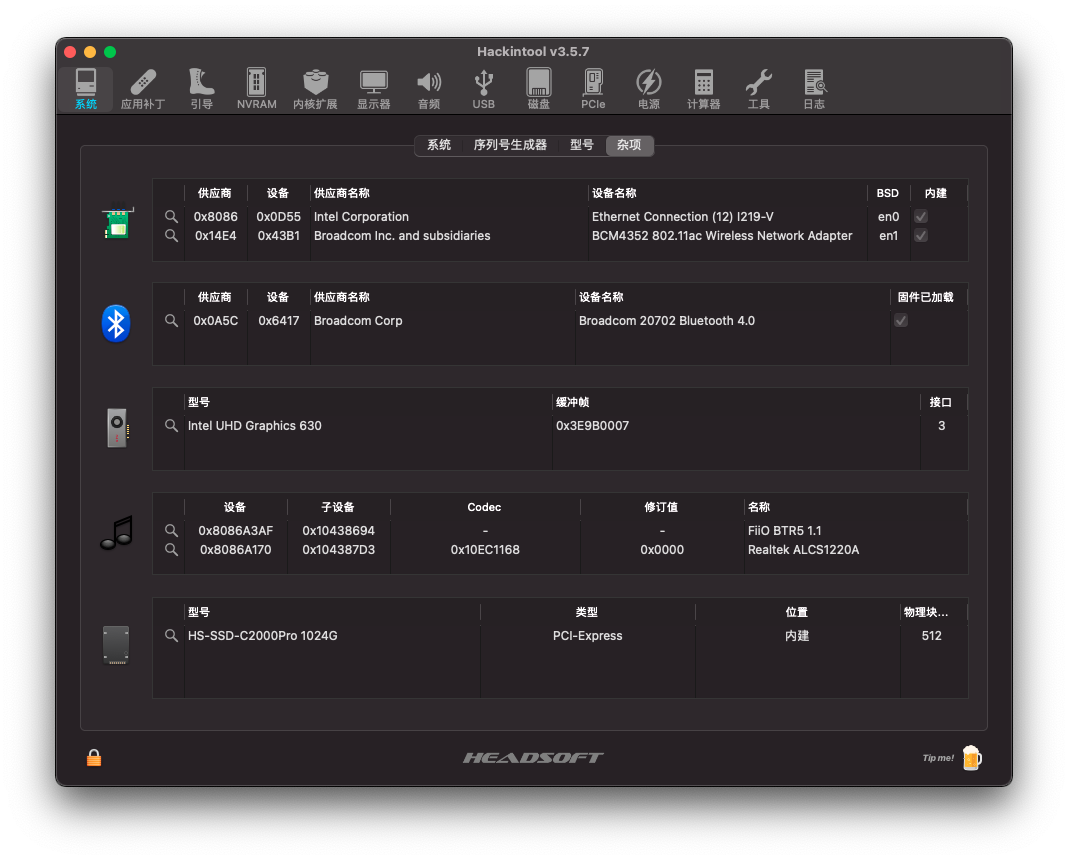 Hackintool v3.5.7
系统 应用补丁 引导 NVRAM 内核扩展 显示器 音频 USB 磁盘 PCIe 电源 计算器 工具 日志
系统 序列号生成器 型号 杂项
供应商 设备 供应商名称 设备名称 BSD 内建
0x8086 0x0D55 Intel Corporation Ethernet Connection (12) I219-V en0
0x14E4 0x43B1 Broadcom Inc. and subsidiaries BCM4352 802.11ac Wireless Network Adapter en1
供应商 设备 供应商名称 设备名称 固件已加载
0x0A5C 0x6417 Broadcom Corp Broadcom 20702 Bluetooth 4.0
型号 缓冲帧 接口
Intel UHD Graphics 630 0x3E9B0007 3
设备 子设备 Codec 修订值 名称
0x8086A3AF 0x10438694 - - FiiO BTR5 1.1
0x8086A170 0x104387D3 0x10EC1168 0x0000 Realtek ALCS1220A
型号 类型 位置 物理块...
HS-SSD-C2000Pro 1024G PCI-Express 内建 512
HEADSOFT
Tip me!